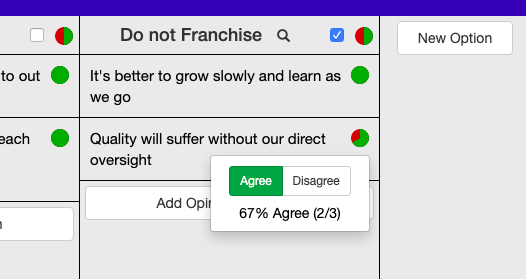 Do not Franchise
New Option
to out
It's better to grow slowly and learn as
we go
each
Quality will suffer without our direct
oversight
Agree
Disagree
67% Agree (2/3)
Add